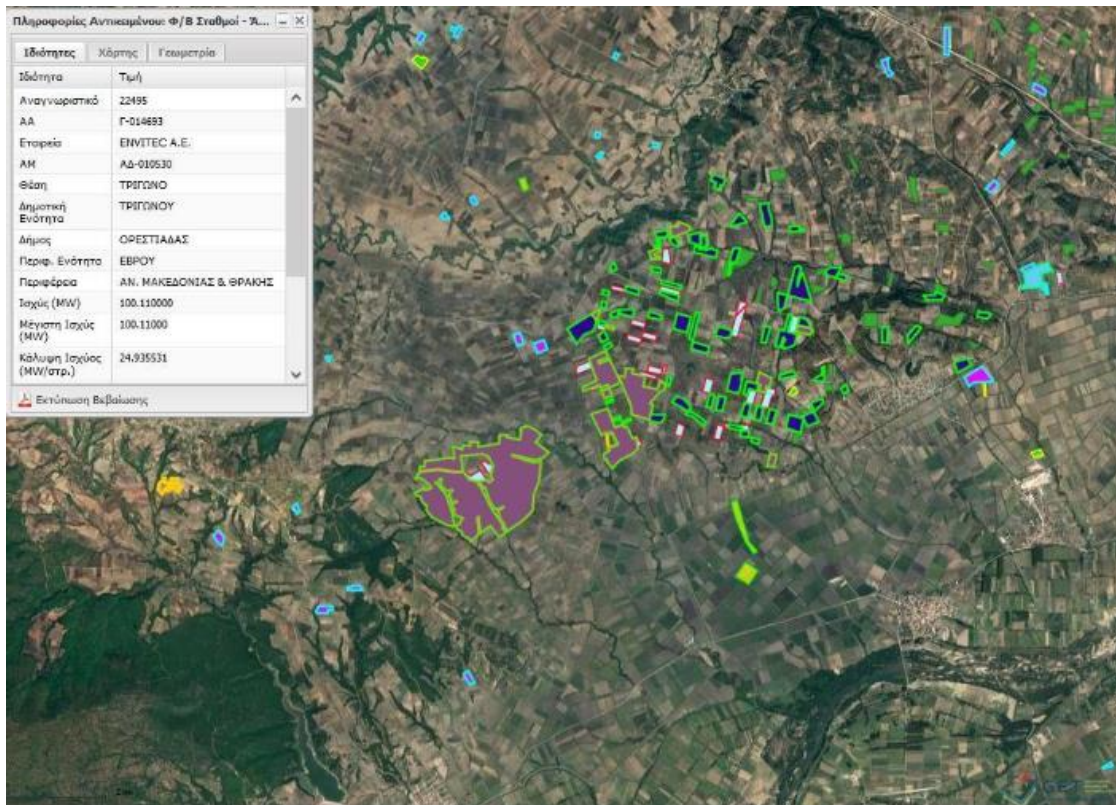 Πληροφορίες Αντικειμένου: Φ/Β Σταθμοί - Ά...
Ιδιότητες Χάρτης Γεωμετρία
Ιδιότητα Τιμή
Αναγνωριστικό 22495
ΑΑ Γ-014693
Εταιρεία ENVITEC Α.Ε.
ΑΜ ΑΔ-010530
Θέση ΤΡΙΓΩΝΟ
Δημοτική ΤΡΙΓΩΝΟΥ
Ενότητα
Δήμος ΟΡΕΣΤΙΑΔΑΣ
Περιφ. Ενότητα ΕΒΡΟΥ
Περιφέρεια ΑΝ. ΜΑΚΕΔΟΝΙΑΣ & ΘΡΑΚΗΣ
Ισχύς (MW) 100.110000
Μέγιστη Ισχύς 100.11000
(MW)
Κάλυψη Ισχύος 24.935531
(MW/στρ.)
Εκτύπωση Βεβαίωσης